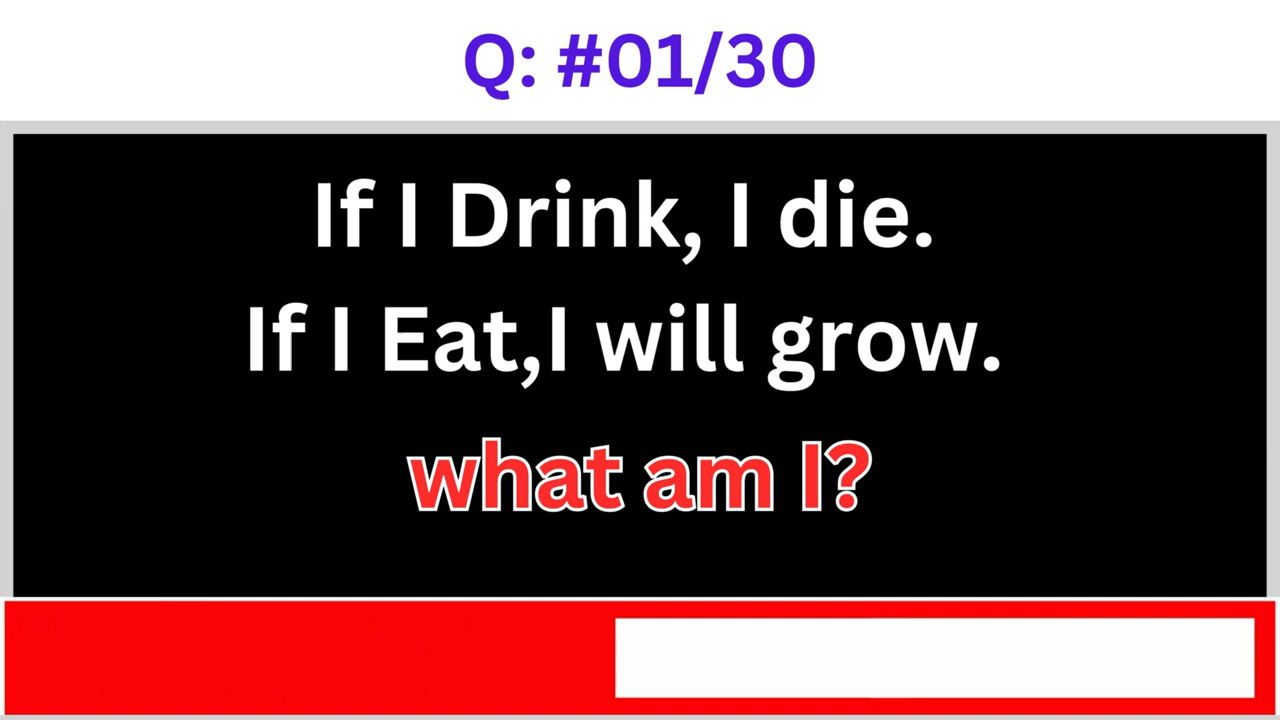 Q: #01/30
If I Drink, I die.
If I Eat,I will grow.
what am I?